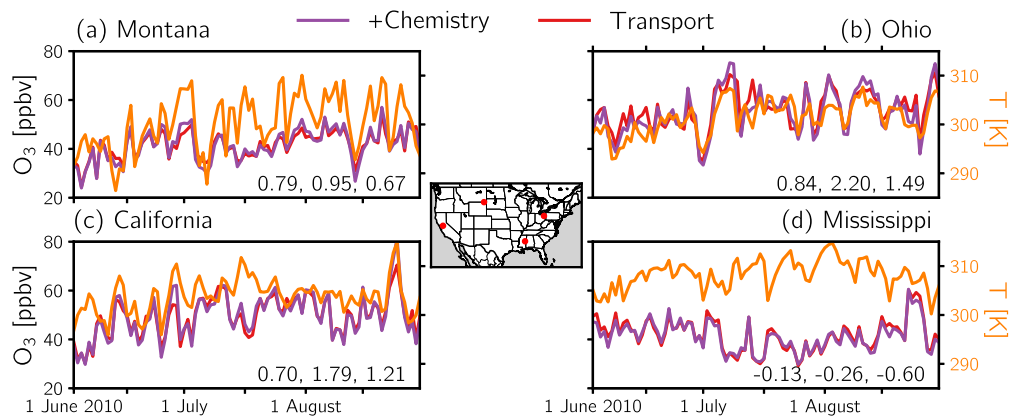 +Chemistry Transport
(a) Montana
(b) Ohio
80
60
40
20
O₃ [ppbv]
0.79, 0.95, 0.67
0.84, 2.20, 1.49
310
300
290
T [K]
(c) California
(d) Mississippi
80
60
40
20
O₃ [ppbv]
0.70, 1.79, 1.21
-0.13, -0.26, -0.60
310
300
290
T [K]
1 June 2010 1 July 1 August
1 June 2010 1 July 1 August